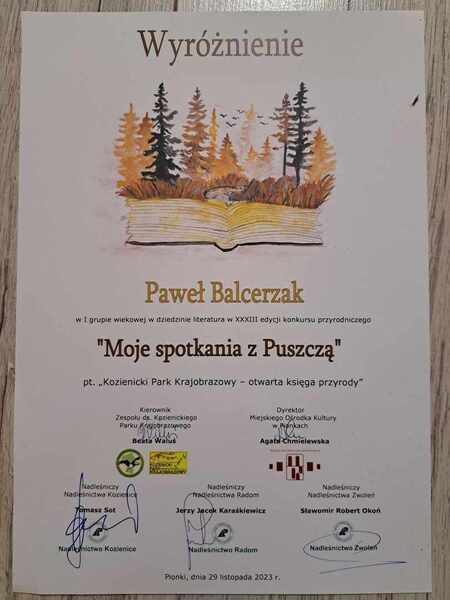 Wyróżnienie
Paweł Balcerzak
w I grupie wiekowej w dziedzinie literatura w XXXIII edycji konkursu przyrodniczego
"Moje spotkania z Puszczą"
pt. „Kozienicki Park Krajobrazowy – otwarta księga przyrody”
Kierownik
Zespołu ds. Kozienickiego
Parku Krajobrazowego
Beata Waluś
Dyrektor
Miejskiego Ośrodka Kultury
w Pionkach
Agata Chmielewska
Nadleśniczy
Nadleśnictwa Kozienice
Tomasz Sot
Nadleśnictwo Kozienice
Nadleśniczy
Nadleśnictwa Radom
Jerzy Jacek Karaśkiewicz
Nadleśnictwo Radom
Nadleśniczy
Nadleśnictwa Zwoleń
Sławomir Robert Okoń
Nadleśnictwo Zwoleń
Pionki, dnia 29 listopada 2023 r.